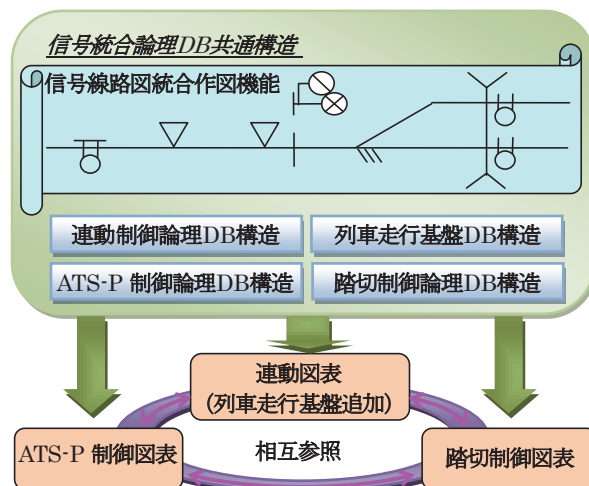 信号統合論理DB共通構造
信号線路図統合作図機能
連動制御論理DB構造
列車走行基盤DB構造
ATS-P 制御論理DB構造
踏切制御論理DB構造
連動図表
(列車走行基盤追加)
ATS-P 制御図表
相互参照
踏切制御図表